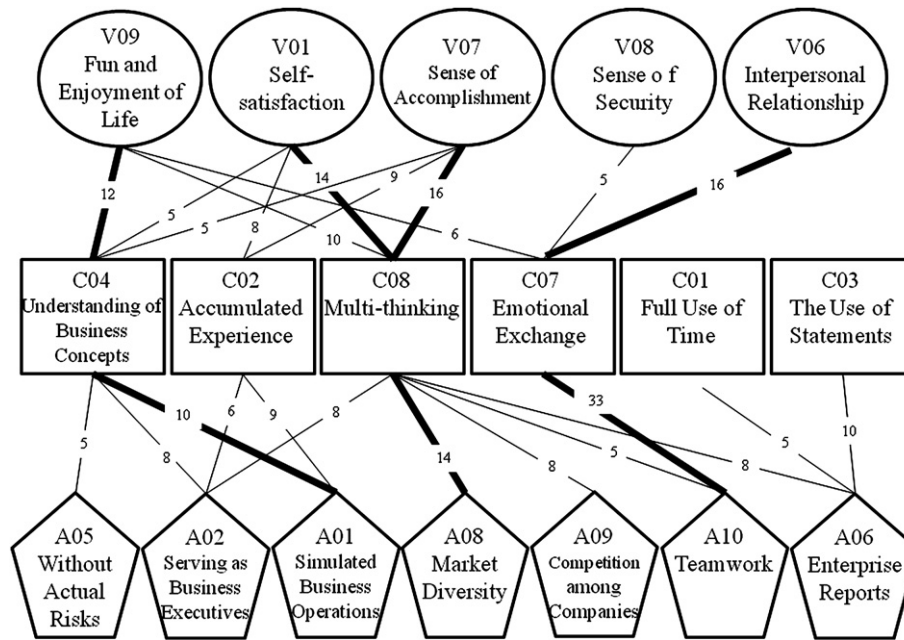 V09
Fun and
Enjoyment of
Life
V01
Self-
satisfaction
V07
Sense of
Accomplishment
V08
Sense o f
Security
V06
Interpersonal
Relationship
12
5
5
8
14
10
9
16
6
5
16
C04
Understanding of
Business
Concepts
C02
Accumulated
Experience
C08
Multi-thinking
C07
Emotional
Exchange
C01
Full Use of
Time
C03
The Use of
Statements
5
8
10
6
9
8
14
8
5
33
8
5
10
A05
Without
Actual
Risks
A02
Serving as
Business
Executives
A01
Simulated
Business
Operations
A08
Market
Diversity
A09
Competition
among
Companies
A10
Teamwork
A06
Enterprise
Reports